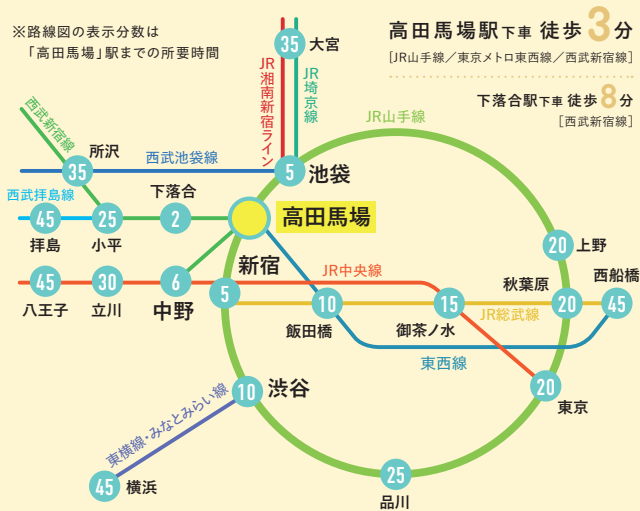 ※路線図の表示分数は
「高田馬場」駅までの所要時間
高田馬場駅下車 徒歩3分
[JR山手線／東京メトロ東西線／西武新宿線]
下落合駅下車 徒歩8分
[西武新宿線]
35 大宮
JR湘南新宿ライン
JR埼京線
JR山手線
西武新宿線
所沢
35
西武池袋線
5 池袋
西武拝島線
下落合
45
25
2
高田馬場
拝島
小平
20 上野
新宿
JR中央線
秋葉原
西船橋
45
30
6
5
10
15
20
45
八王子
立川
中野
飯田橋
御茶ノ水
JR総武線
東西線
10 渋谷
20
東京
東横線・みなとみらい線
45 横浜
25
品川